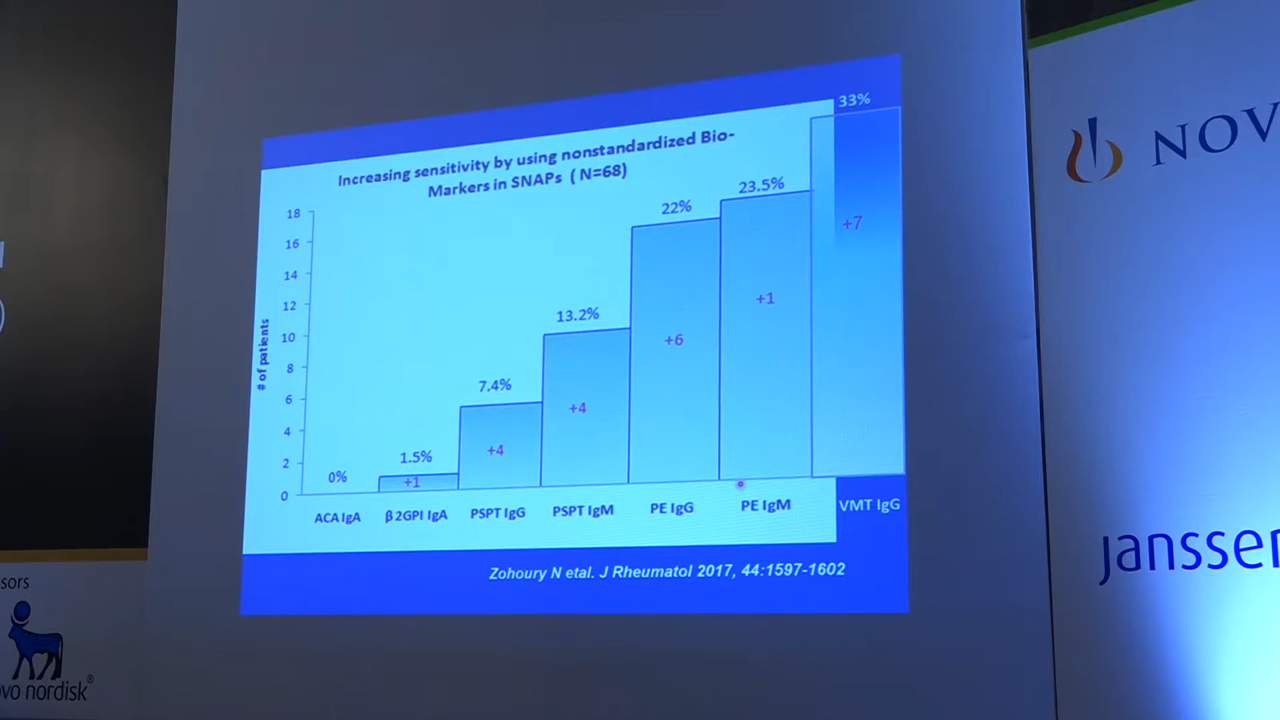 Increasing sensitivity by using nonstandardized Bio-
Markers in SNAPs ( N=68)
# of patients
18
16
14
12
10
8
6
4
2
0
0%
1.5%
7.4%
13.2%
22%
23.5%
33%
+1
+4
+4
+6
+1
+7
ACA IgA
β2GPI IgA
PSPT IgG
PSPT IgM
PE IgG
PE IgM
VMT IgG
Zohoury N etal. J Rheumatol 2017, 44:1597-1602
NOV
janssen
sors
vo nordisk®